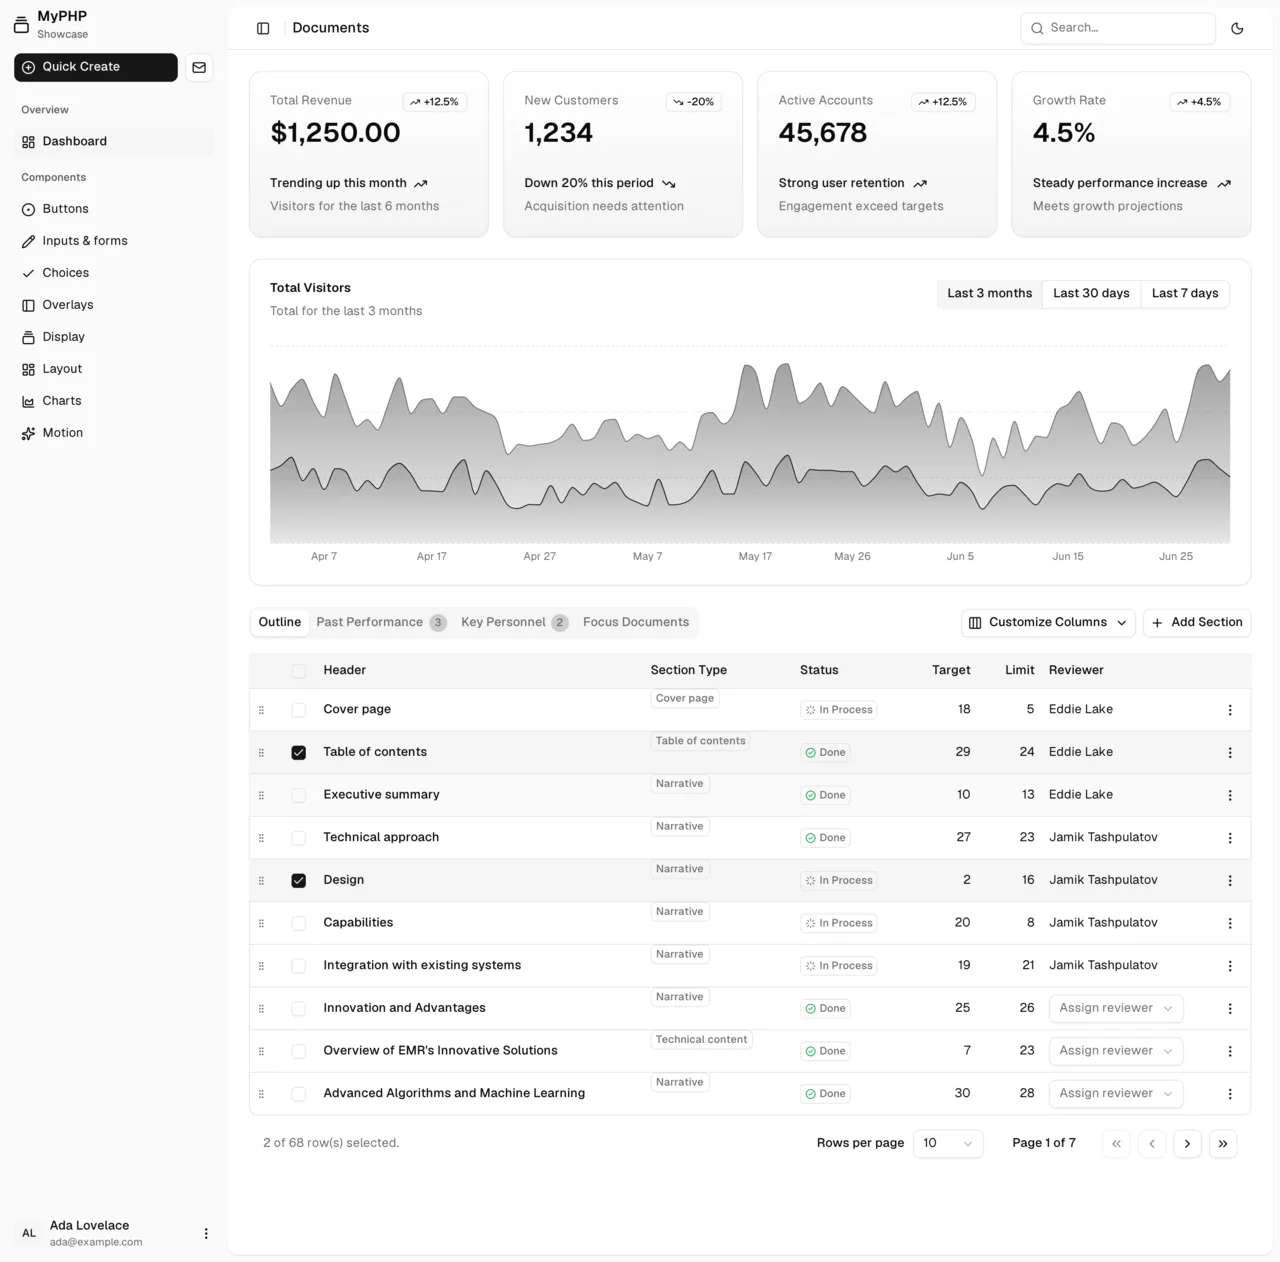 MyPHP
Showcase
Quick Create
Overview
Dashboard
Components
Buttons
Inputs & forms
Choices
Overlays
Display
Layout
Charts
Motion
AL
Ada Lovelace
ada@example.com
Documents
Search...
Total Revenue
+12.5%
$1,250.00
Trending up this month
Visitors for the last 6 months
New Customers
-20%
1,234
Down 20% this period
Acquisition needs attention
Active Accounts
+12.5%
45,678
Strong user retention
Engagement exceed targets
Growth Rate
+4.5%
4.5%
Steady performance increase
Meets growth projections
Total Visitors
Total for the last 3 months
Last 3 months Last 30 days Last 7 days
Apr 7 Apr 17 Apr 27 May 7 May 17 May 26 Jun 5 Jun 15 Jun 25
Outline Past Performance 3 Key Personnel 2 Focus Documents
Customize Columns Add Section
Header Section Type Status Target Limit Reviewer
Cover page Cover page In Process 18 5 Eddie Lake
Table of contents Table of contents Done 29 24 Eddie Lake
Executive summary Narrative Done 10 13 Eddie Lake
Technical approach Narrative Done 27 23 Jamik Tashpulatov
Design Narrative In Process 2 16 Jamik Tashpulatov
Capabilities Narrative In Process 20 8 Jamik Tashpulatov
Integration with existing systems Narrative In Process 19 21 Jamik Tashpulatov
Innovation and Advantages Narrative Done 25 26 Assign reviewer
Overview of EMR's Innovative Solutions Technical content Done 7 23 Assign reviewer
Advanced Algorithms and Machine Learning Narrative Done 30 28 Assign reviewer
2 of 68 row(s) selected.
Rows per page 10 Page 1 of 7